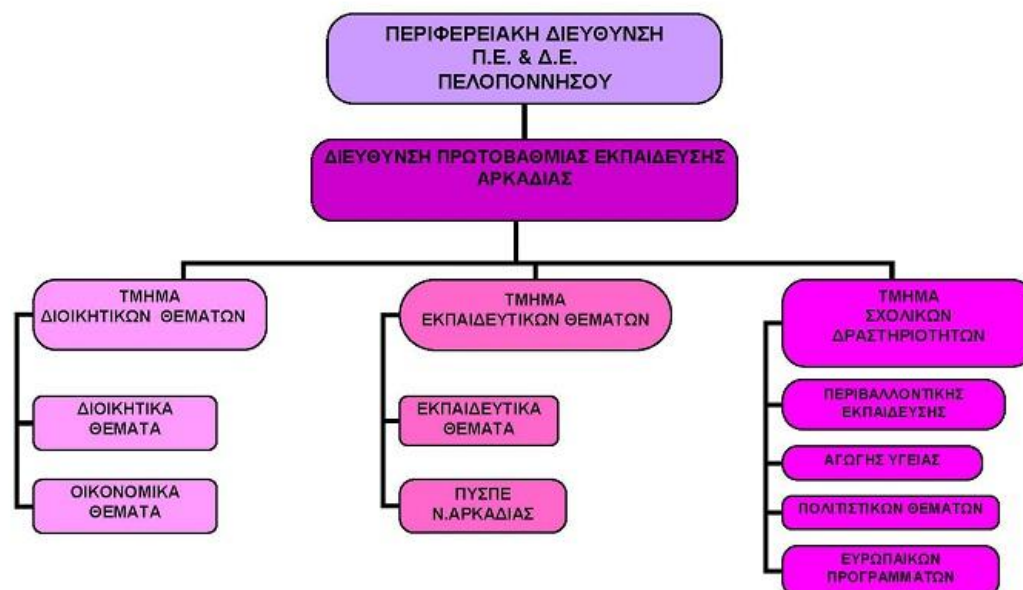 ΠΕΡΙΦΕΡΕΙΑΚΗ ΔΙΕΥΘΥΝΣΗ
Π.Ε. & Δ.Ε.
ΠΕΛΟΠΟΝΝΗΣΟΥ
ΔΙΕΥΘΥΝΣΗ ΠΡΩΤΟΒΑΘΜΙΑΣ ΕΚΠΑΙΔΕΥΣΗΣ
ΑΡΚΑΔΙΑΣ
ΤΜΗΜΑ
ΔΙΟΙΚΗΤΙΚΩΝ ΘΕΜΑΤΩΝ
ΔΙΟΙΚΗΤΙΚΑ
ΘΕΜΑΤΑ
ΟΙΚΟΝΟΜΙΚΑ
ΘΕΜΑΤΑ
ΤΜΗΜΑ
ΕΚΠΑΙΔΕΥΤΙΚΩΝ ΘΕΜΑΤΩΝ
ΕΚΠΑΙΔΕΥΤΙΚΑ
ΘΕΜΑΤΑ
ΠΥΣΠΕ
Ν.ΑΡΚΑΔΙΑΣ
ΤΜΗΜΑ
ΣΧΟΛΙΚΩΝ
ΔΡΑΣΤΗΡΙΟΤΗΤΩΝ
ΠΕΡΙΒΑΛΛΟΝΤΙΚΗΣ
ΕΚΠΑΙΔΕΥΣΗΣ
ΑΓΩΓΗΣ ΥΓΕΙΑΣ
ΠΟΛΙΤΙΣΤΙΚΩΝ ΘΕΜΑΤΩΝ
ΕΥΡΩΠΑΙΚΩΝ
ΠΡΟΓΡΑΜΜΑΤΩΝ